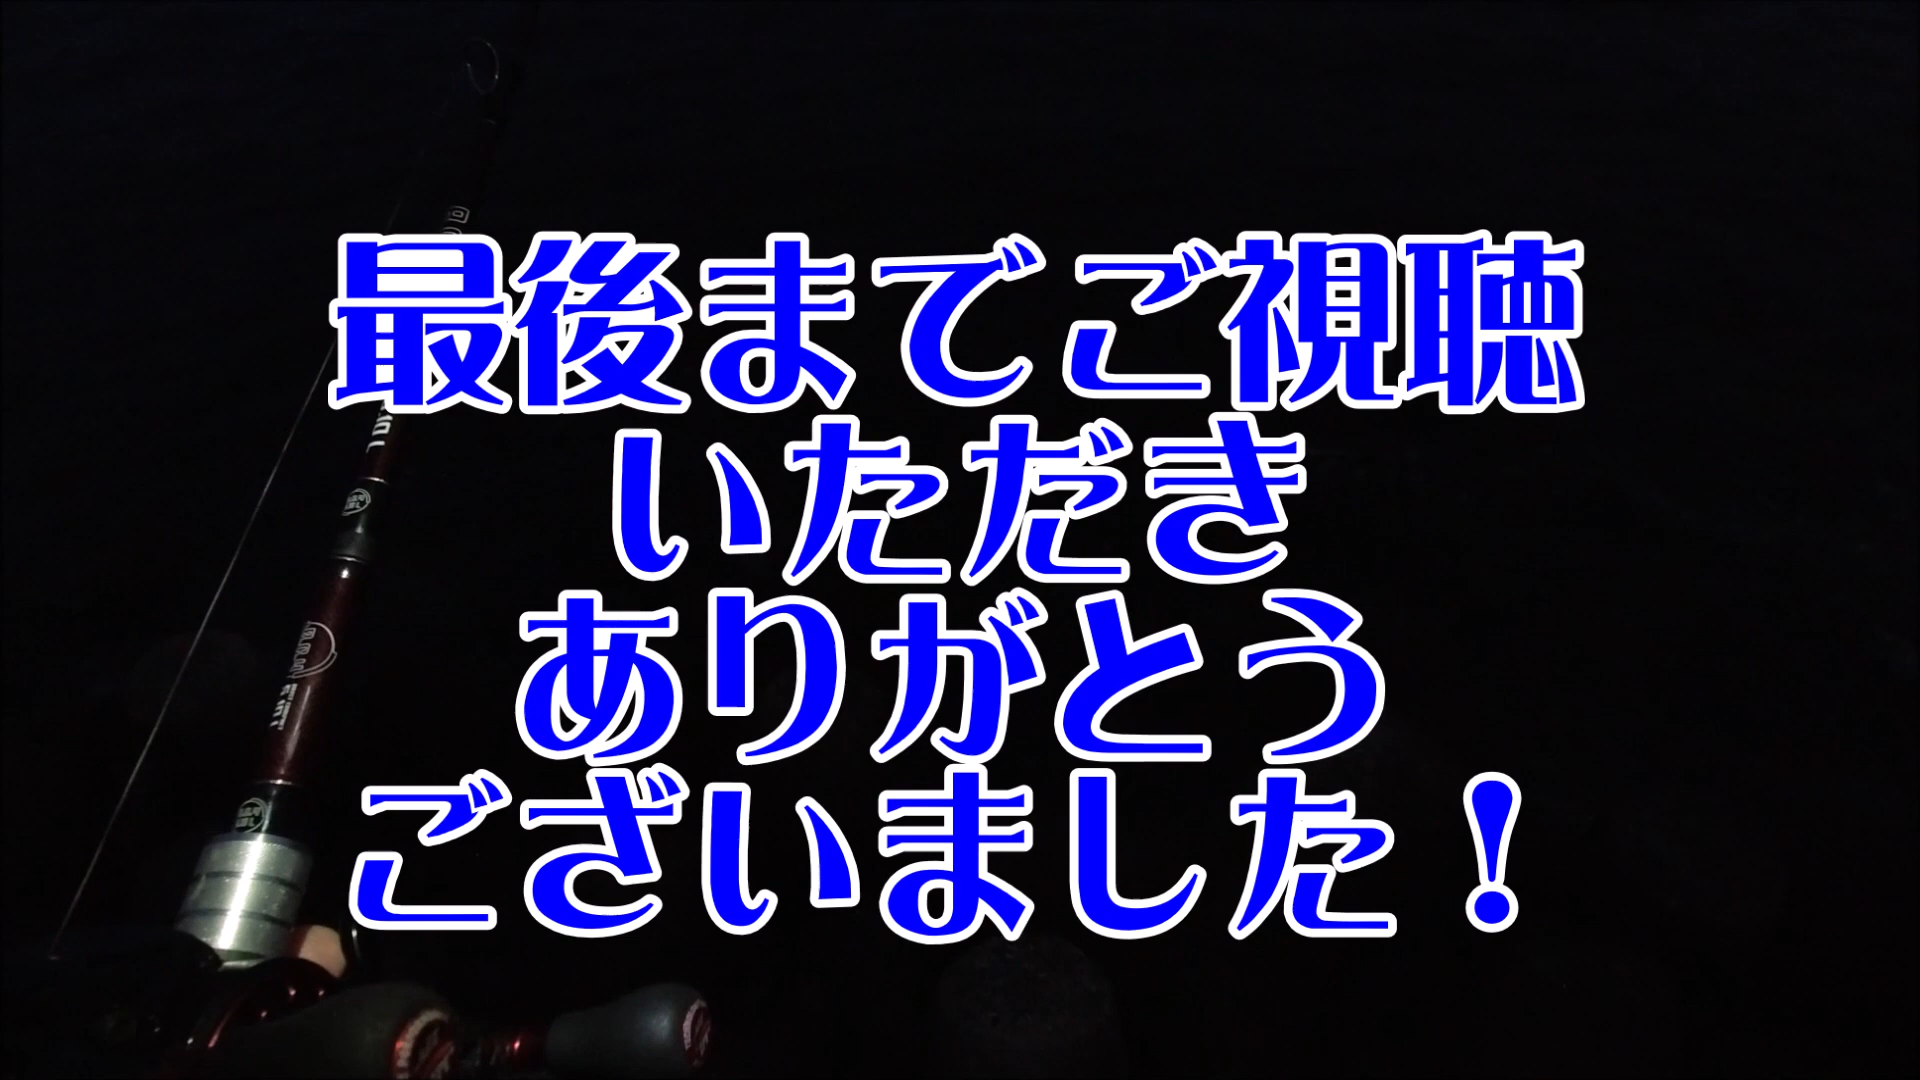 最後までご視聴
いただき
ありがとう
ございました！